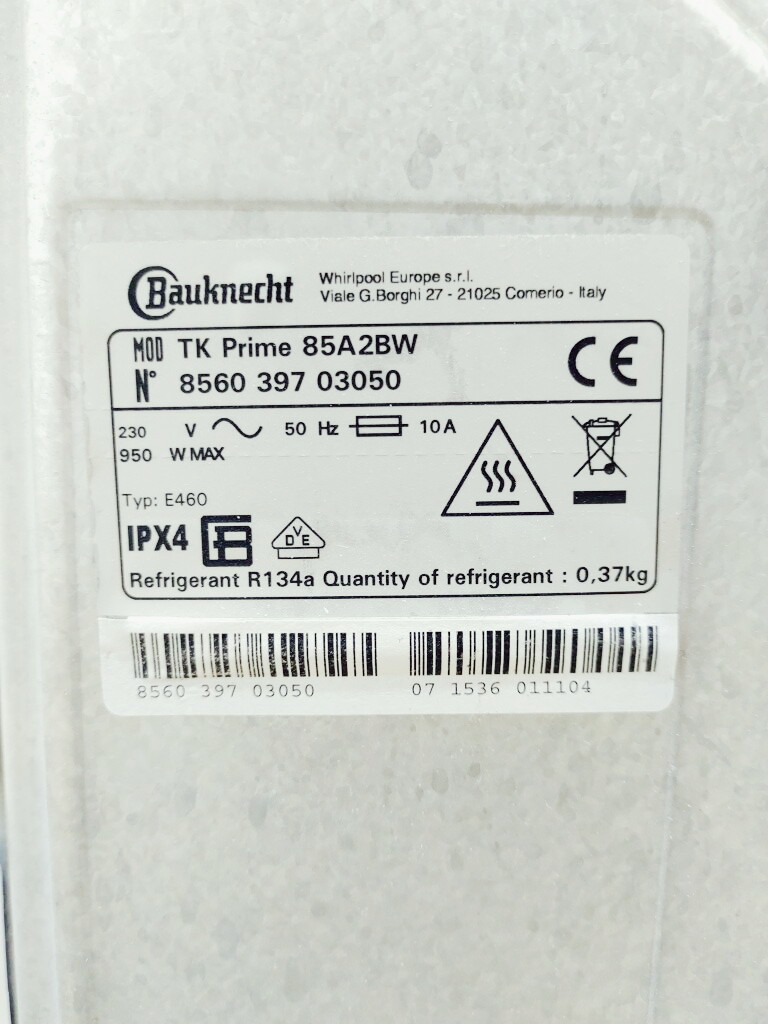 Bauknecht
Whirlpool Europe s.r.l.
Viale G.Borghi 27 - 21025 Comerio - Italy
MOD TK Prime 85A2BW
N° 8560 397 03050
CE
230 V 50 Hz 10A
950 W MAX
Typ: E460
IPX4
VDE
Refrigerant R134a Quantity of refrigerant : 0,37kg
8560 397 03050
07 1536 011104